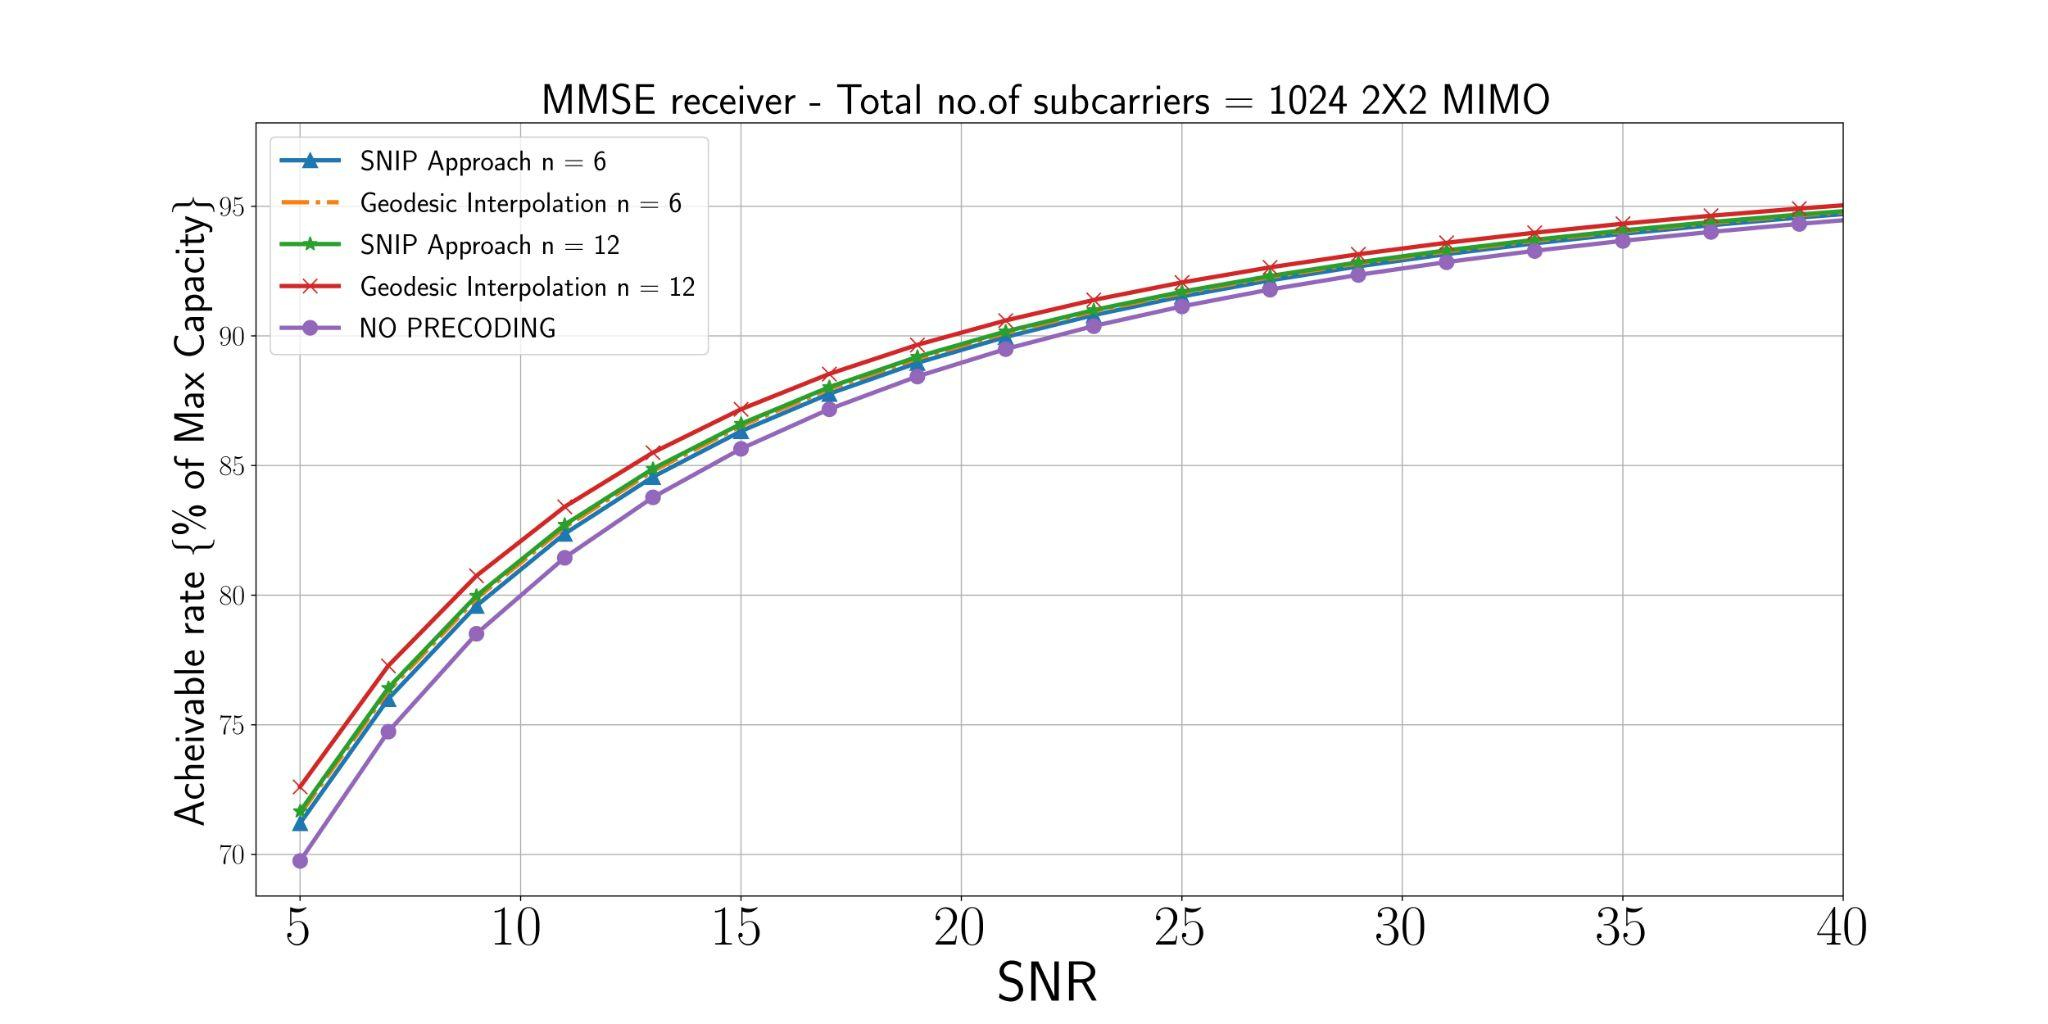 MMSE receiver - Total no.of subcarriers = 1024 2X2 MIMO
SNIP Approach n = 6
Geodesic Interpolation n = 6
SNIP Approach n = 12
Geodesic Interpolation n = 12
NO PRECODING
Acheivable rate {% of Max Capacity}
95
90
85
80
75
70
5 10 15 20 25 30 35 40
SNR